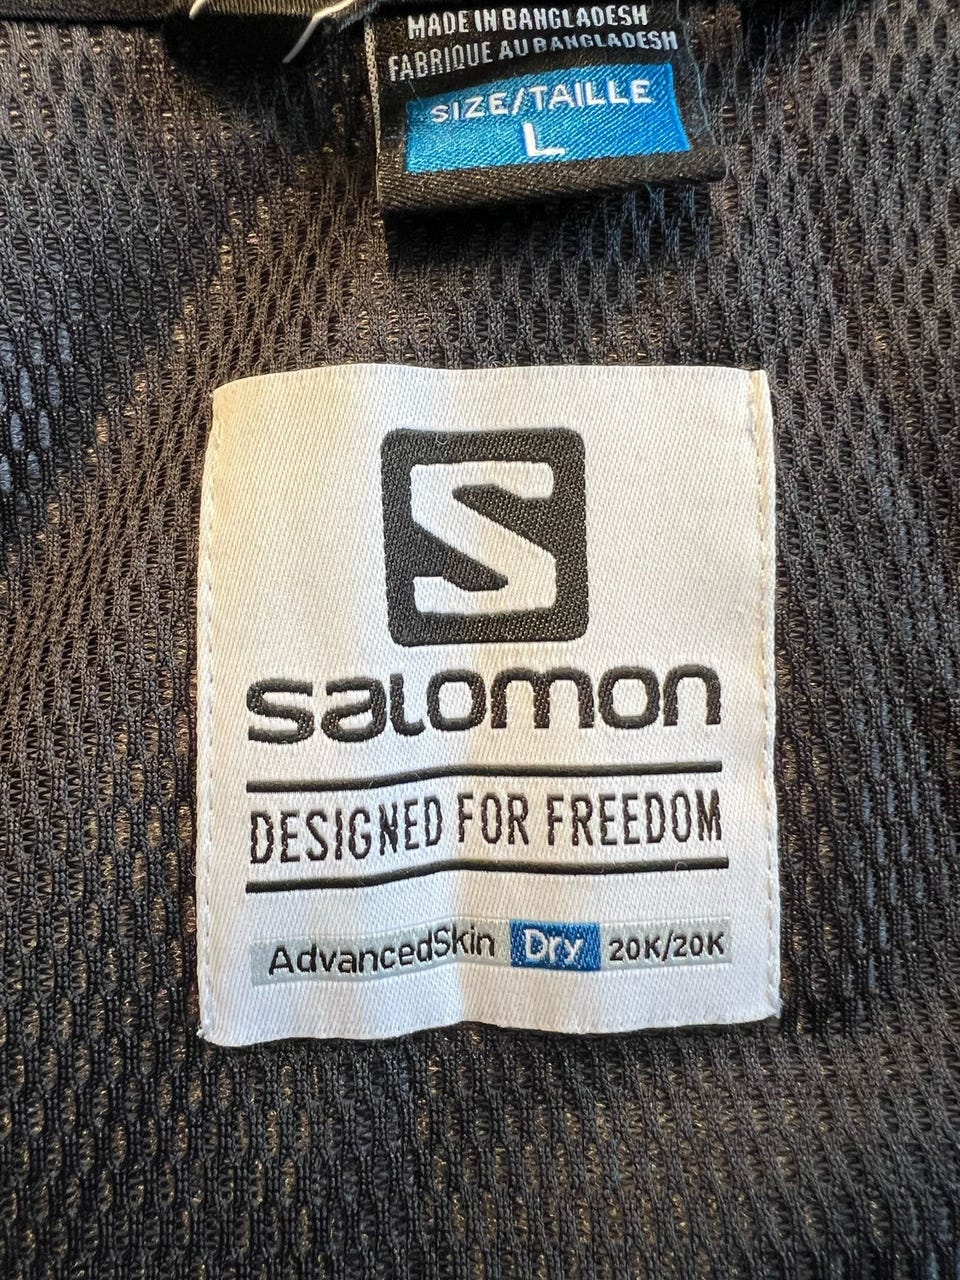 MADE IN BANGLADESH
FABRIQUE AU BANGLADESH
SIZE/TAILLE
L
S
salomon
DESIGNED FOR FREEDOM
AdvancedSkin Dry 20K/20K